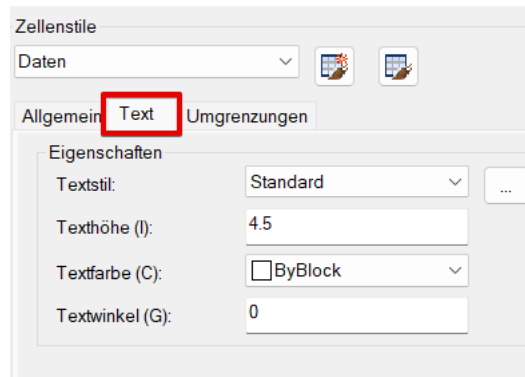 Zellenstile
Daten
Allgemein Text Umgrenzungen
Eigenschaften
Textstil: Standard ...
Texthöhe (I): 4.5
Textfarbe (C): ByBlock
Textwinkel (G): 0